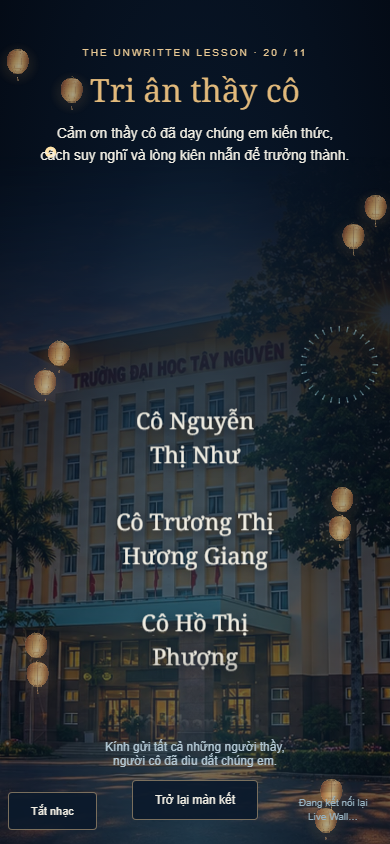 THE UNWRITTEN LESSON · 20 / 11
Tri ân thầy cô
Cảm ơn thầy cô đã dạy chúng em kiến thức,
cách suy nghĩ và lòng kiên nhẫn để trưởng thành.
TRƯỜNG ĐẠI HỌC TÂY NGUYÊN
Cô Nguyễn
Thị Như
Cô Trương Thị
Hương Giang
Cô Hồ Thị
Phượng
Kính gửi tất cả những người thầy,
người cô đã dìu dắt chúng em.
Tắt nhạc
Trở lại màn kết
Đang kết nối lại
Live Wall...